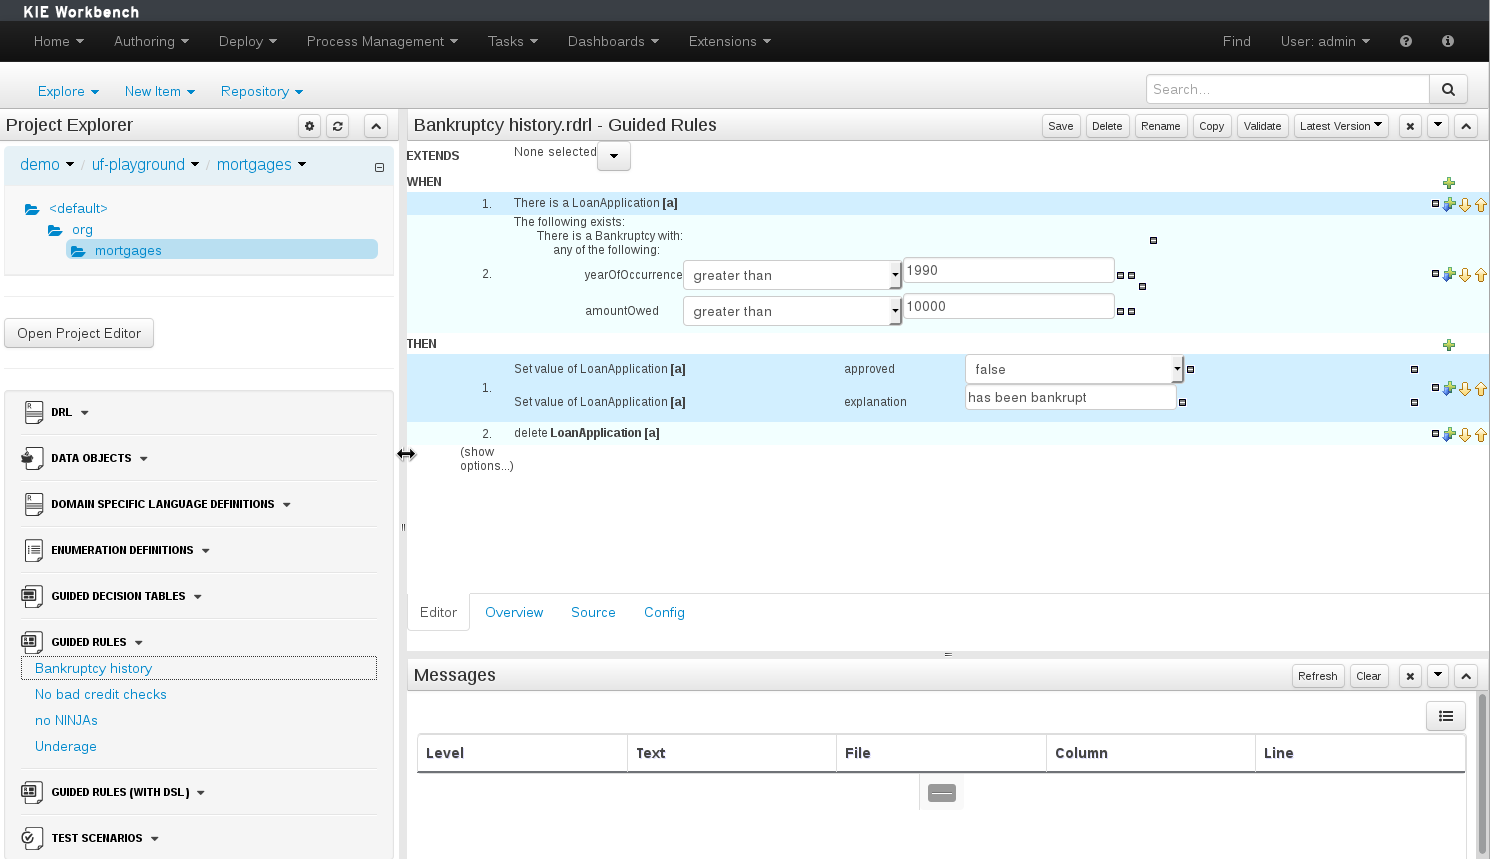 KIE Workbench
Home Authoring Deploy Process Management Tasks Dashboards Extensions Find User: admin
Explore New Item Repository Search...
Project Explorer
demo / uf-playground / mortgages
<default>
org
mortgages
Open Project Editor
DRL
DATA OBJECTS
DOMAIN SPECIFIC LANGUAGE DEFINITIONS
ENUMERATION DEFINITIONS
GUIDED DECISION TABLES
GUIDED RULES
Bankruptcy history
No bad credit checks
no NINJAs
Underage
GUIDED RULES (WITH DSL)
TEST SCENARIOS
Bankruptcy history.rdrl - Guided Rules
Save Delete Rename Copy Validate Latest Version
EXTENDS None selected
WHEN
1. There is a LoanApplication [a]
The following exists:
There is a Bankruptcy with:
any of the following:
2. yearOfOccurrence greater than 1990
amountOwed greater than 10000
THEN
Set value of LoanApplication [a] approved false
1.
Set value of LoanApplication [a] explanation has been bankrupt
2. delete LoanApplication [a]
(show
options...)
Editor Overview Source Config
Messages Refresh Clear
Level Text File Column Line